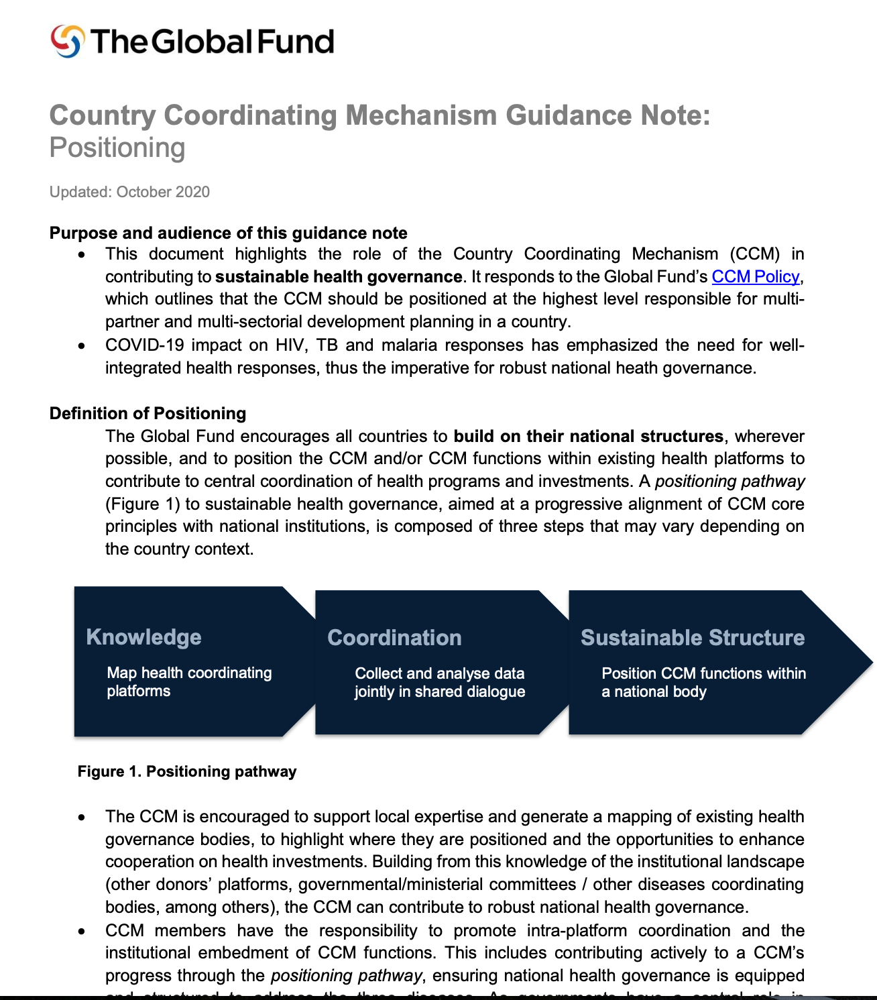 The Global Fund
Country Coordinating Mechanism Guidance Note:
Positioning
Updated: October 2020
Purpose and audience of this guidance note
• This document highlights the role of the Country Coordinating Mechanism (CCM) in
contributing to sustainable health governance. It responds to the Global Fund’s CCM Policy,
which outlines that the CCM should be positioned at the highest level responsible for multi-
partner and multi-sectorial development planning in a country.
• COVID-19 impact on HIV, TB and malaria responses has emphasized the need for well-
integrated health responses, thus the imperative for robust national heath governance.
Definition of Positioning
The Global Fund encourages all countries to build on their national structures, wherever
possible, and to position the CCM and/or CCM functions within existing health platforms to
contribute to central coordination of health programs and investments. A positioning pathway
(Figure 1) to sustainable health governance, aimed at a progressive alignment of CCM core
principles with national institutions, is composed of three steps that may vary depending on
the country context.
Knowledge
Map health coordinating
platforms
Coordination
Collect and analyse data
jointly in shared dialogue
Sustainable Structure
Position CCM functions within
a national body
Figure 1. Positioning pathway
• The CCM is encouraged to support local expertise and generate a mapping of existing health
governance bodies, to highlight where they are positioned and the opportunities to enhance
cooperation on health investments. Building from this knowledge of the institutional landscape
(other donors’ platforms, governmental/ministerial committees / other diseases coordinating
bodies, among others), the CCM can contribute to robust national health governance.
• CCM members have the responsibility to promote intra-platform coordination and the
institutional embedment of CCM functions. This includes contributing actively to a CCM’s
progress through the positioning pathway, ensuring national health governance is equipped
and structured to address the three diseases. As governments have a central role in